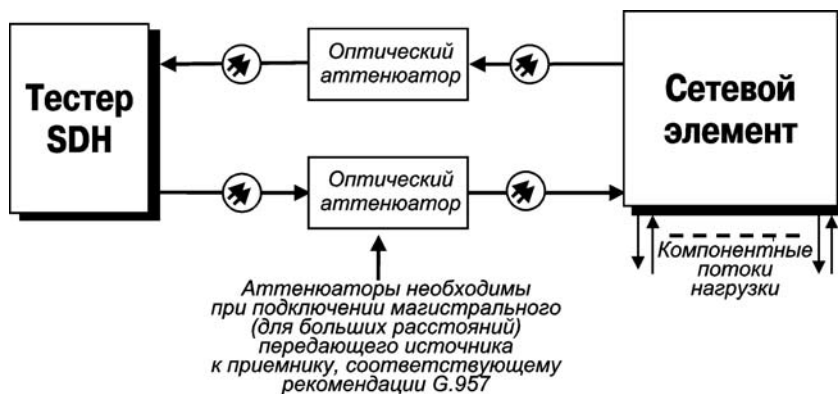 Тестер
SDH
Оптический
аттенюатор
Сетевой
элемент
Оптический
аттенюатор
Компонентные
потоки
нагрузки
Аттенюаторы необходимы
при подключении магистрального
(для больших расстояний)
передающего источника
к приемнику, соответствующему
рекомендации G.957